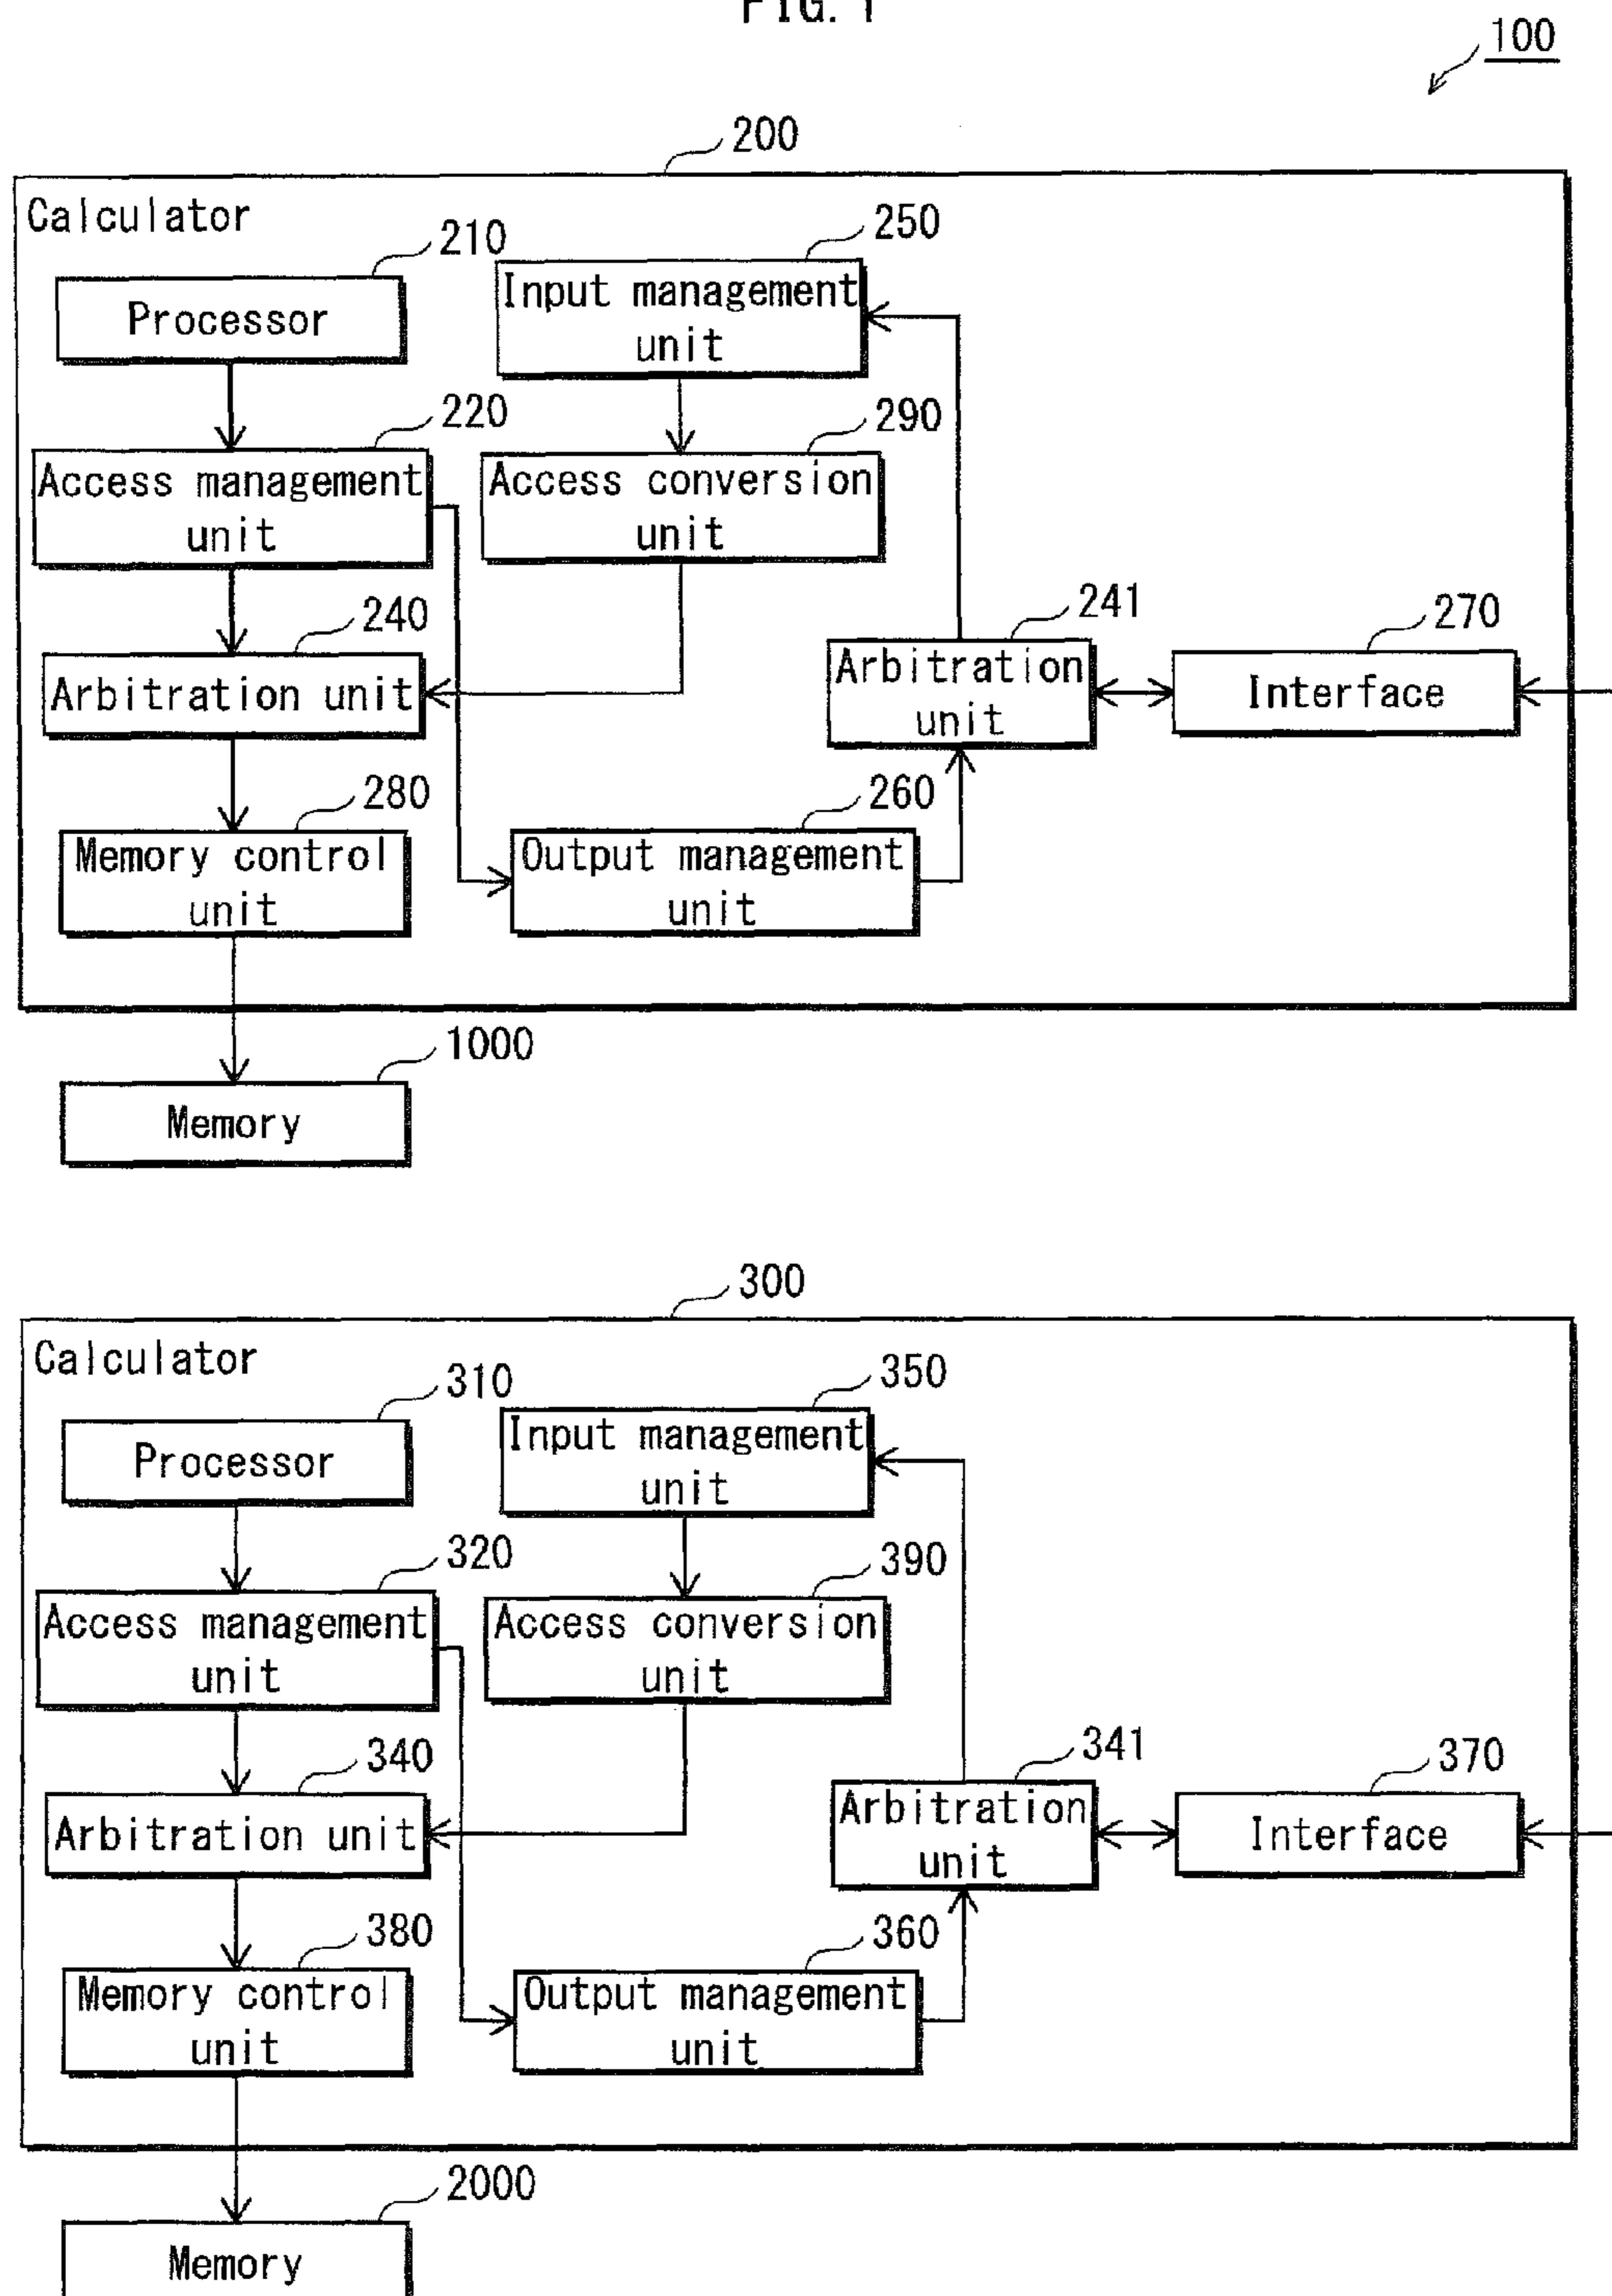 FIG. 1
100
200
Calculator
210
250
Processor
Input management
unit
220
290
Access management
unit
Access conversion
unit
240
241
270
Arbitration unit
Arbitration
unit
Interface
280
260
Memory control
unit
Output management
unit
1000
Memory
300
Calculator
310
350
Processor
Input management
unit
320
390
Access management
unit
Access conversion
unit
340
341
370
Arbitration unit
Arbitration
unit
Interface
380
360
Memory control
unit
Output management
unit
2000
Memory